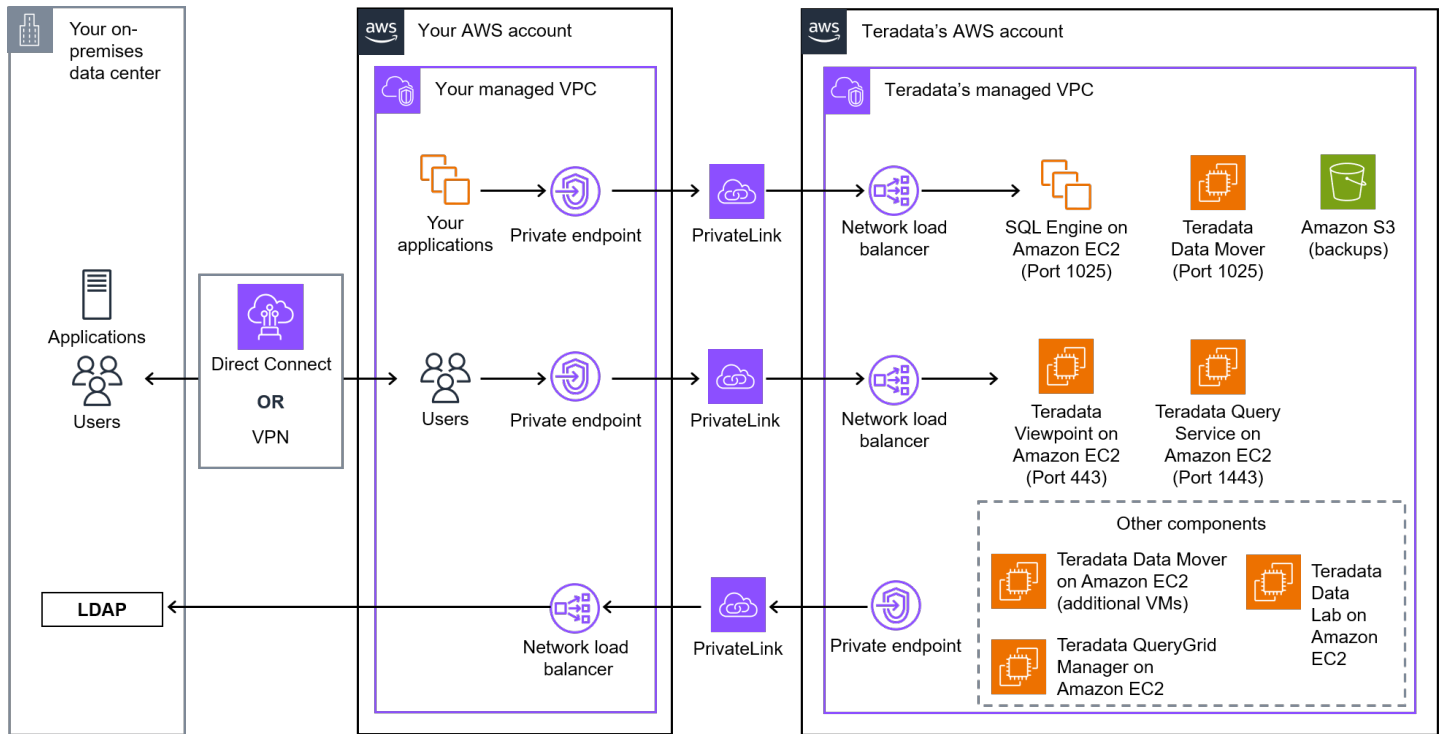 Your on-
premises
data center
Applications
Users
LDAP
Direct Connect
OR
VPN
aws
Your AWS account
Your managed VPC
Your
applications
Private endpoint
PrivateLink
Users
Private endpoint
PrivateLink
Network load
balancer
PrivateLink
aws
Teradata’s AWS account
Teradata’s managed VPC
Network load
balancer
SQL Engine on
Amazon EC2
(Port 1025)
Teradata
Data Mover
(Port 1025)
Amazon S3
(backups)
Network load
balancer
Teradata
Viewpoint on
Amazon EC2
(Port 443)
Teradata Query
Service on
Amazon EC2
(Port 1443)
Private endpoint
Other components
Teradata Data Mover
on Amazon EC2
(additional VMs)
Teradata QueryGrid
Manager on
Amazon EC2
Teradata
Data
Lab on
Amazon
EC2